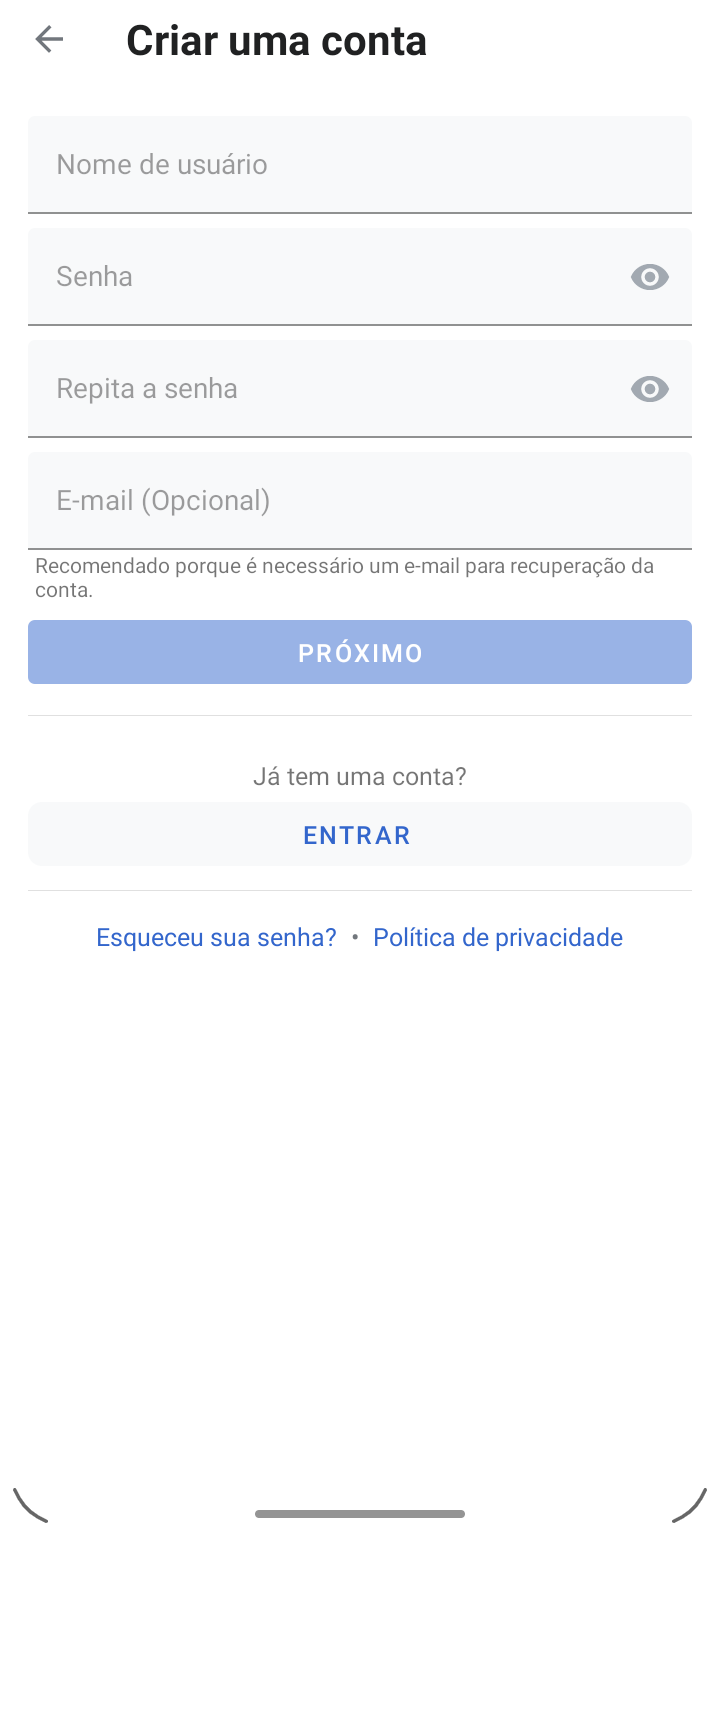 Criar uma conta
Nome de usuário
Senha
Repita a senha
E-mail (Opcional)
Recomendado porque é necessário um e-mail para recuperação da
conta.
PRÓXIMO
Já tem uma conta?
ENTRAR
Esqueceu sua senha? • Política de privacidade